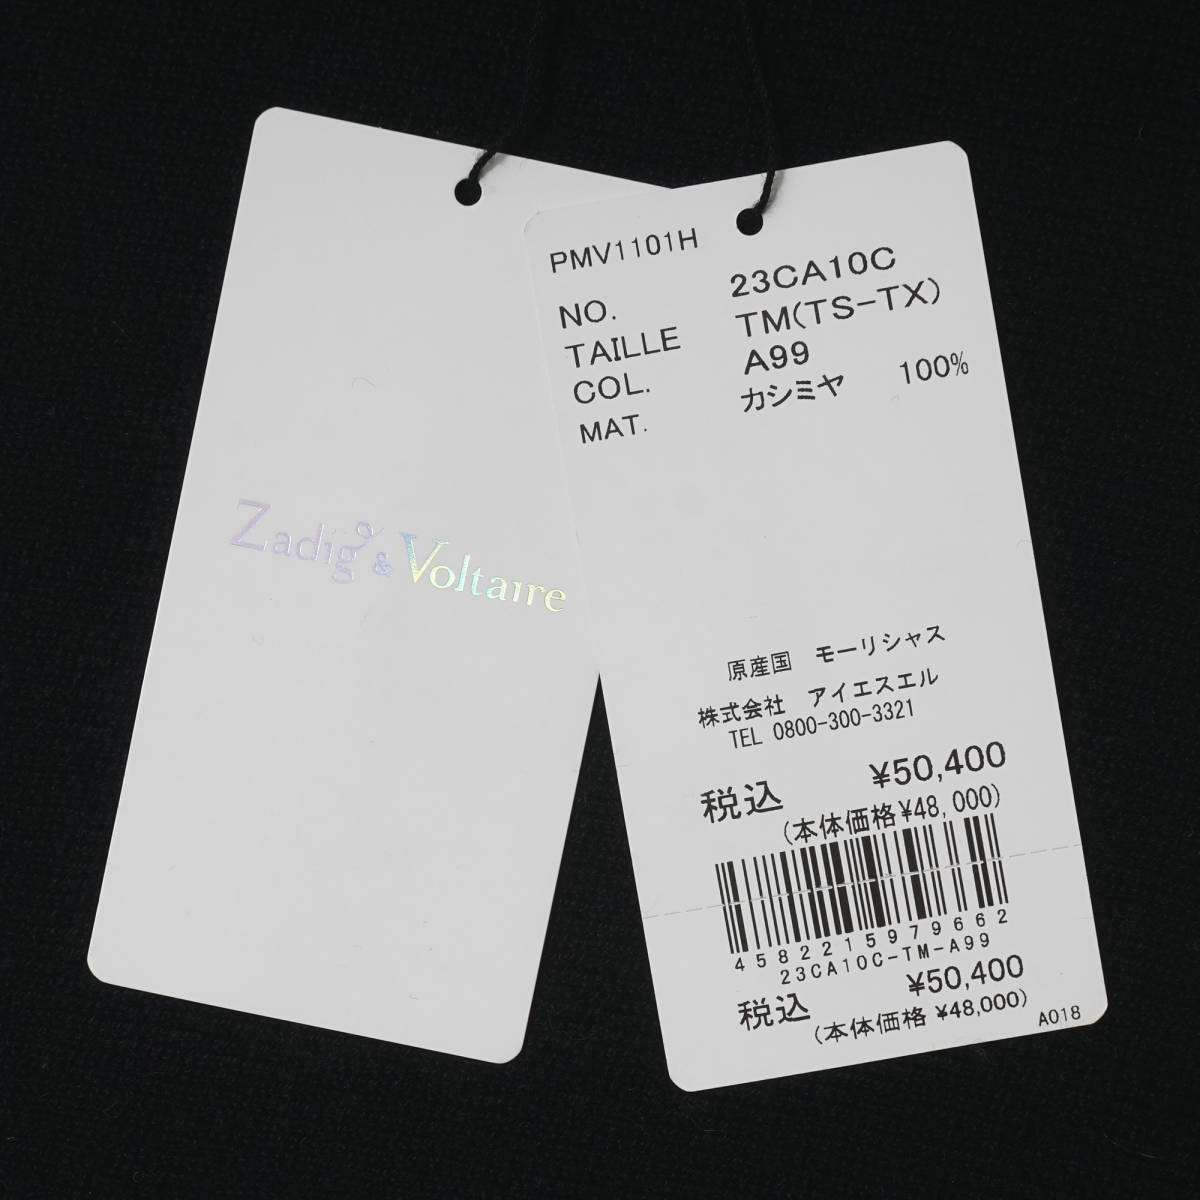 Zadig & Voltaire
PMV1101H
NO. 23CA10C
TAILLE TM(TS-TX)
COL. A99
MAT. カシミヤ 100%
原産国 モーリシャス
株式会社 アイエスエル
TEL 0800-300-3321
税込 ¥50,400
(本体価格¥48,000)
4582215979662
23CA10C-TM-A99
税込 ¥50,400
(本体価格 ¥48,000)
A018